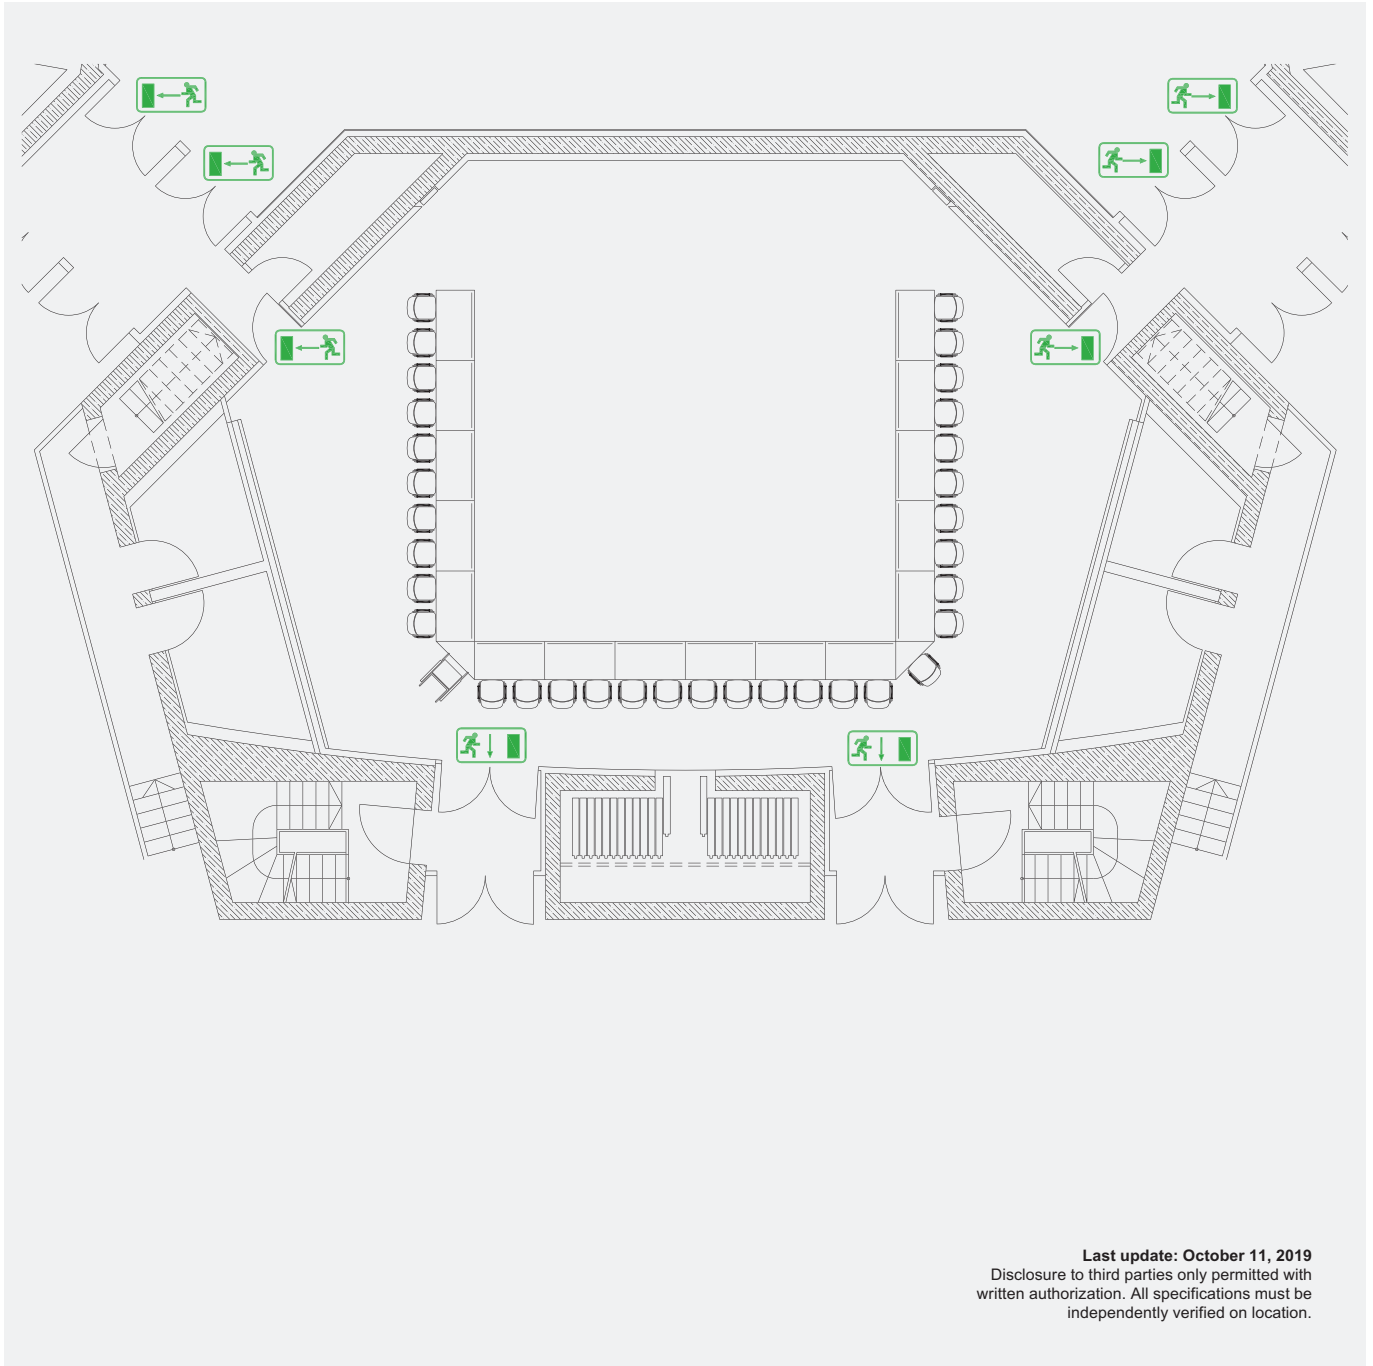 Last update: October 11, 2019
Disclosure to third parties only permitted with
written authorization. All specifications must be
independently verified on location.